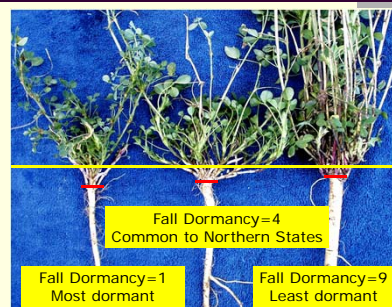 Fall Dormancy=4
Common to Northern States
Fall Dormancy=1
Most dormant
Fall Dormancy=9
Least dormant